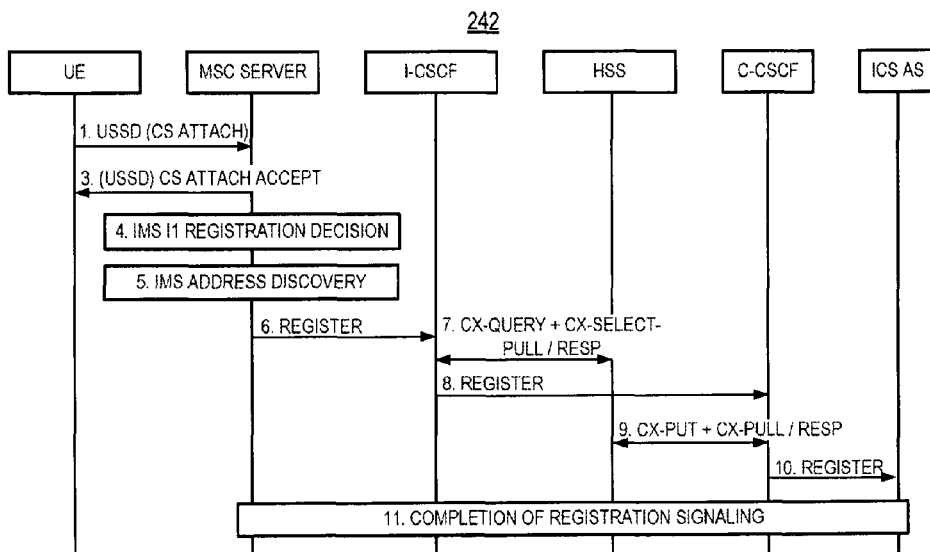 242
UE
MSC SERVER
I-CSCF
HSS
C-CSCF
ICS AS
1. USSD (CS ATTACH)
3. (USSD) CS ATTACH ACCEPT
4. IMS I1 REGISTRATION DECISION
5. IMS ADDRESS DISCOVERY
6. REGISTER
7. CX-QUERY + CX-SELECT-
PULL / RESP
8. REGISTER
9. CX-PUT + CX-PULL / RESP
10. REGISTER
11. COMPLETION OF REGISTRATION SIGNALING